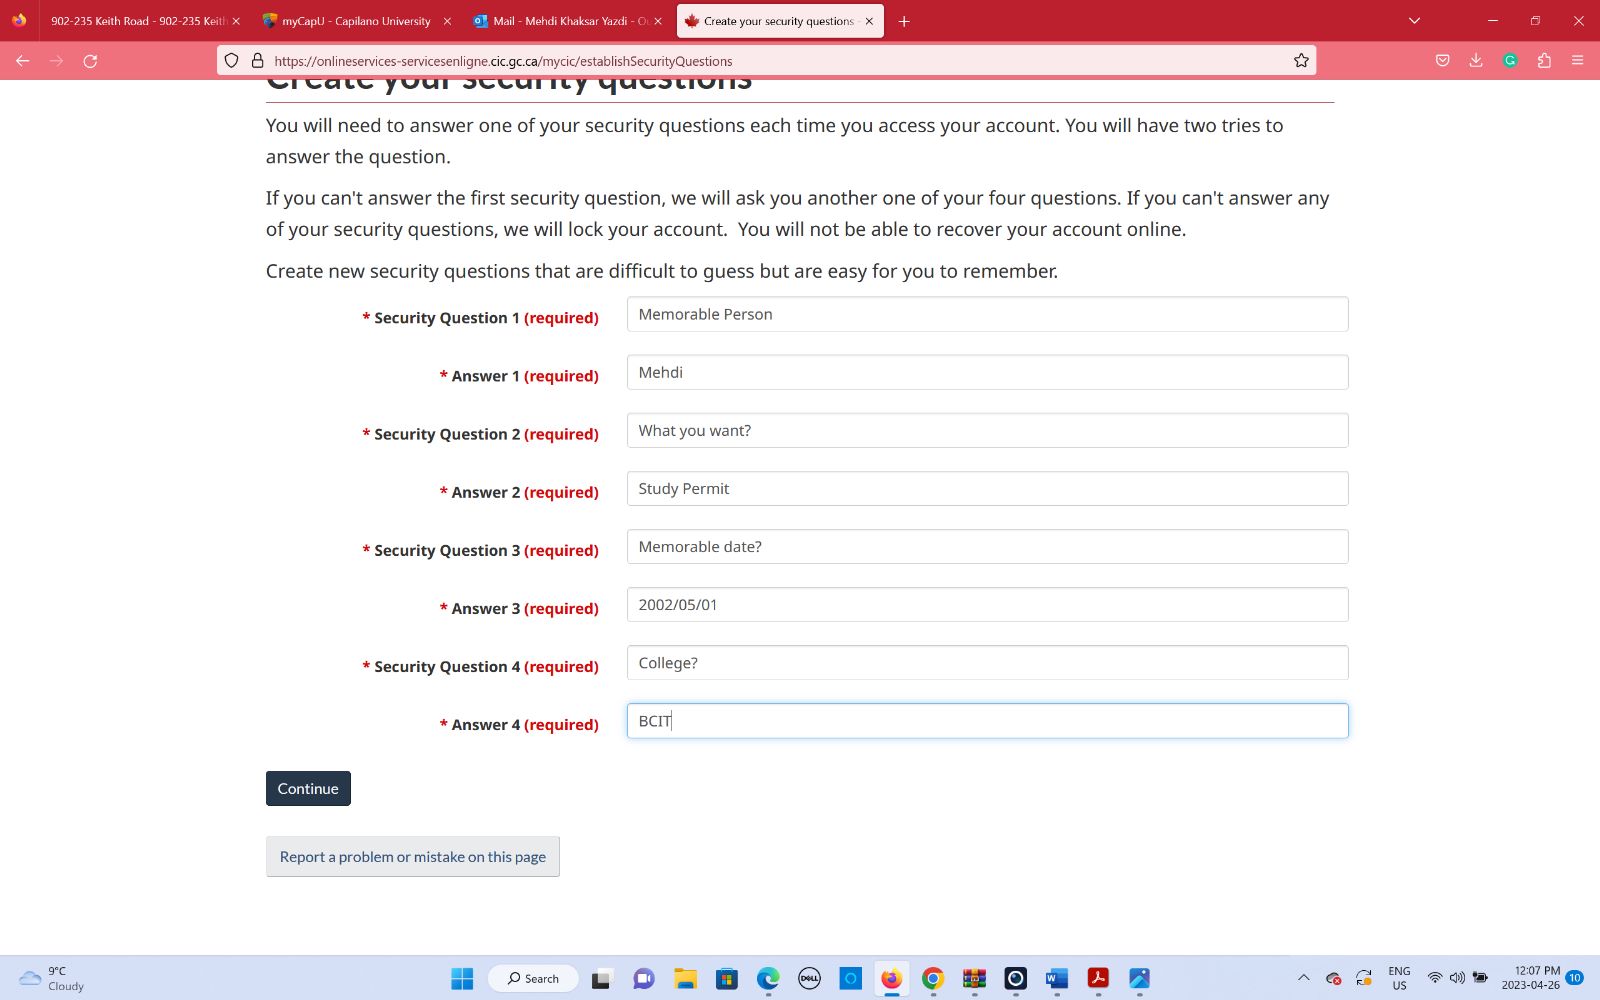 902-235 Keith Road - 902-235 Keith
myCapU - Capilano University
Mail - Mehdi Khaksar Yazdi - Ou
Create your security questions -
https://onlineservices-servicesenligne.cic.gc.ca/mycic/establishSecurityQuestions
Create your security questions
You will need to answer one of your security questions each time you access your account. You will have two tries to
answer the question.
If you can't answer the first security question, we will ask you another one of your four questions. If you can't answer any
of your security questions, we will lock your account. You will not be able to recover your account online.
Create new security questions that are difficult to guess but are easy for you to remember.
* Security Question 1 (required) Memorable Person
* Answer 1 (required) Mehdi
* Security Question 2 (required) What you want?
* Answer 2 (required) Study Permit
* Security Question 3 (required) Memorable date?
* Answer 3 (required) 2002/05/01
* Security Question 4 (required) College?
* Answer 4 (required) BCIT
Continue
Report a problem or mistake on this page
9°C
Cloudy
Search
DELL
ENG
US
12:07 PM
2023-04-26
10